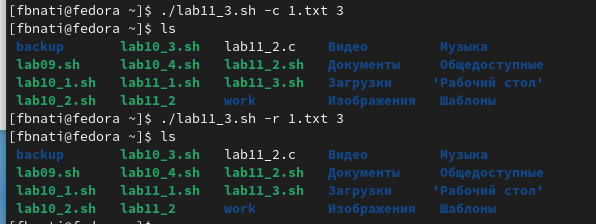 [fbnati@fedora ~]$ ./lab11_3.sh -c 1.txt 3
[fbnati@fedora ~]$ ls
backup lab10_3.sh lab11_2.c Видео Музыка
lab09.sh lab10_4.sh lab11_2.sh Документы Общедоступные
lab10_1.sh lab11_1.sh lab11_3.sh Загрузки 'Рабочий стол'
lab10_2.sh lab11_2 work Изображения Шаблоны
[fbnati@fedora ~]$ ./lab11_3.sh -r 1.txt 3
[fbnati@fedora ~]$ ls
backup lab10_3.sh lab11_2.c Видео Музыка
lab09.sh lab10_4.sh lab11_2.sh Документы Общедоступные
lab10_1.sh lab11_1.sh lab11_3.sh Загрузки 'Рабочий стол'
lab10_2.sh lab11_2 work Изображения Шаблоны